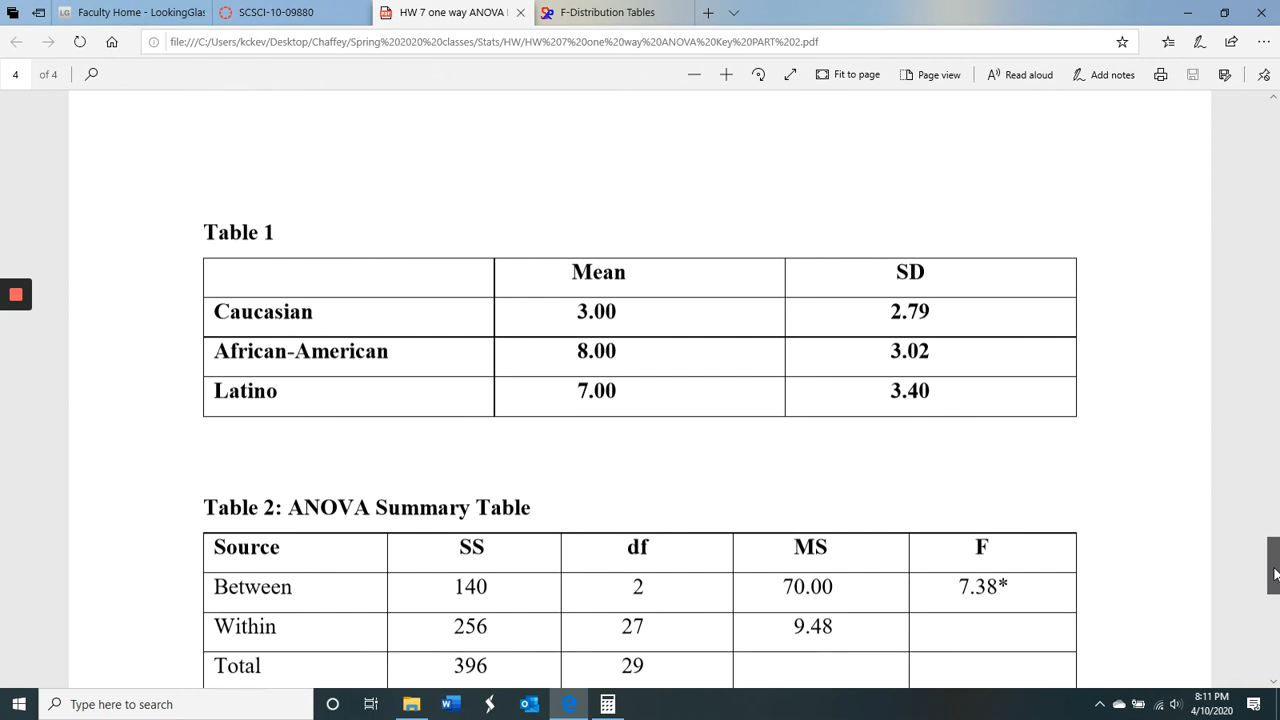 Faculty Home - LookingGlas
SCSCI-10-09880
HW 7 one way ANOVA
F-Distribution Tables
file:///C:/Users/kckev/Desktop/Chaffey/Spring%202020%20classes/Stats/HW/HW%207%20one%20way%20ANOVA%20Key%20PART%202.pdf
4 of 4 Fit to page Page view Read aloud Add notes
Table 1
Mean SD
Caucasian 3.00 2.79
African-American 8.00 3.02
Latino 7.00 3.40
Table 2: ANOVA Summary Table
Source SS df MS F
Between 140 2 70.00 7.38*
Within 256 27 9.48
Total 396 29
Type here to search
8:11 PM
4/10/2020